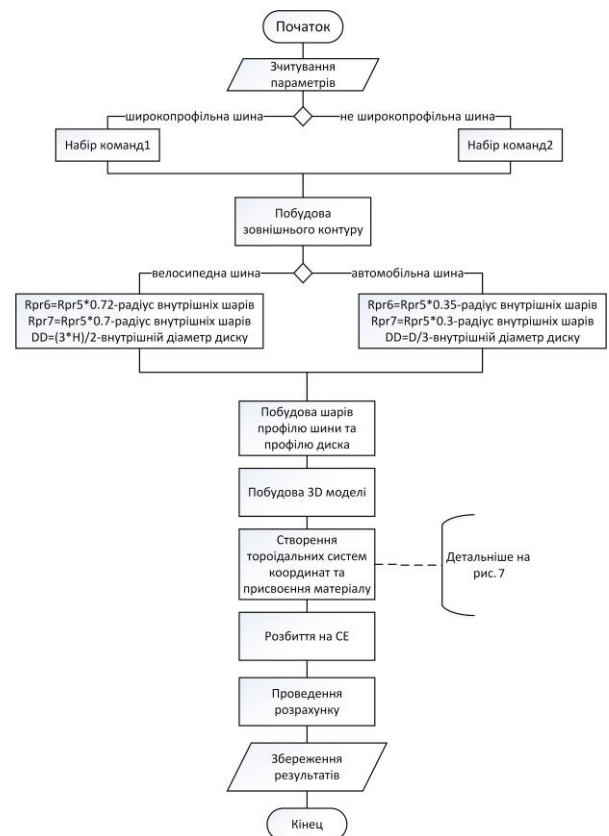 Початок
Зчитування
параметрів
широкопрофільна шина
не широкопрофільна шина
Набір команд1
Набір команд2
Побудова
зовнішнього контуру
велосипедна шина
автомобільна шина
Rpr6=Rpr5*0.72-радіус внутрішніх шарів
Rpr7=Rpr5*0.7-радіус внутрішніх шарів
DD=(3*H)/2-внутрішній діаметр диску
Rpr6=Rpr5*0.35-радіус внутрішніх шарів
Rpr7=Rpr5*0.3-радіус внутрішніх шарів
DD=D/3-внутрішній діаметр диску
Побудова шарів
профілю шини та
профілю диска
Побудова 3D моделі
Створення
тороідальних систем
координат та
присвоєння матеріалу
Детальніше на
рис. 7
Розбиття на СЕ
Проведення
розрахунку
Збереження
результатів
Кінец